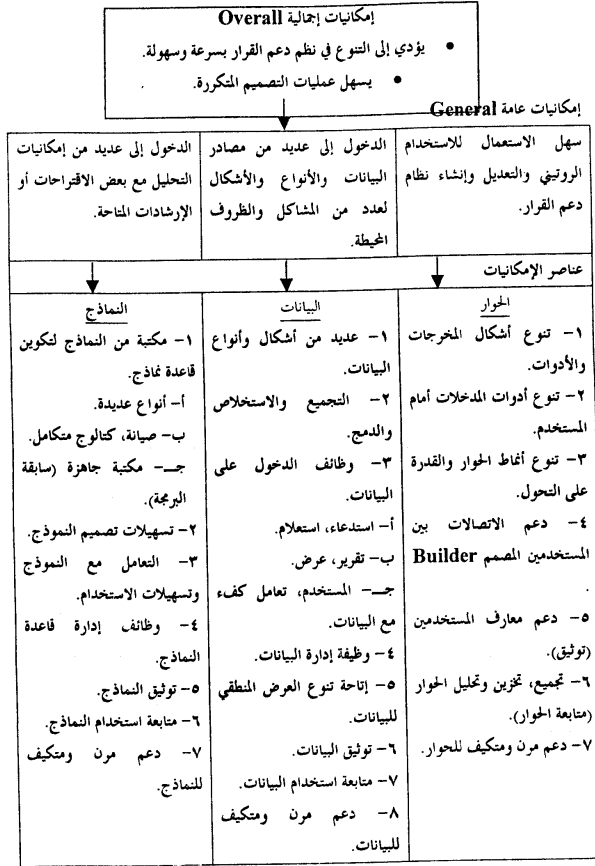 إمكانيات إجمالية Overall
• يؤدي إلى التنوع في نظم دعم القرار بسرعة وسهولة.
• يسهل عمليات التصميم المتكررة.
إمكانيات عامة General
سهل الاستعمال للاستخدام
الروتيني والتعديل وإنشاء نظام
دعم القرار.
الدخول إلى عديد من مصادر
البيانات والأنواع والأشكال
لعدد من المشاكل والظروف
المحيطة.
الدخول إلى عديد من إمكانيات
التحليل مع بعض الاقتراحات أو
الإرشادات المتاحة.
عناصر الإمكانيات
الحوار
١- تنوع أشكال المخرجات
والأدوات.
٢- تنوع أدوات المدخلات أمام
المستخدم.
٣- تنوع أنماط الحوار والقدرة
على التحول.
٤- دعم الاتصالات بين
المستخدمين المصمم Builder
.
٥- دعم معارف المستخدمين
(توثيق).
٦- تجميع، تخزين وتحليل الحوار
(متابعة الحوار).
٧- دعم مرن ومتكيف للحوار.
البيانات
١- عديد من أشكال وأنواع
البيانات.
٢- التجميع والاستخلاص
والدمج.
٣- وظائف الدخول على
البيانات.
أ- استدعاء، استعلام.
ب- تقرير، عرض.
جـ- المستخدم، تعامل كفء
مع البيانات.
٤- وظيفة إدارة البيانات.
٥- إتاحة تنوع العرض المنطقي
للبيانات.
٦- توثيق البيانات.
٧- متابعة استخدام البيانات.
٨- دعم مرن ومتكيف
للبيانات.
النماذج
١- مكتبة من النماذج لتكوين
قاعدة نماذج.
أ- أنواع عديدة.
ب- صيانة، كتالوج متكامل.
جـ- مكتبة جاهزة (سابقة
البرمجة).
٢- تسهيلات تصميم النموذج.
٣- التعامل مع النموذج
وتسهيلات الاستخدام.
٤- وظائف إدارة قاعدة
النماذج.
٥- توثيق النماذج.
٦- متابعة استخدام النماذج.
٧- دعم مرن ومتكيف
للنماذج.